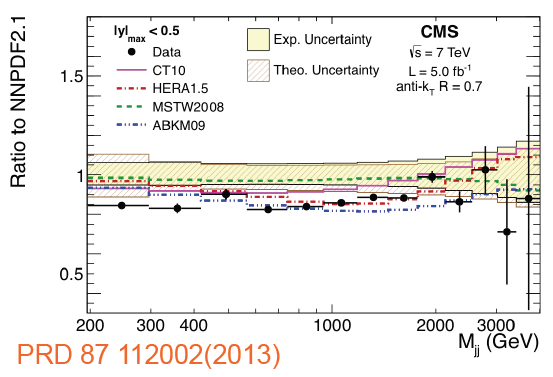 |y|max < 0.5
Data
CT10
HERA1.5
MSTW2008
ABKM09
Exp. Uncertainty
Theo. Uncertainty
CMS
√s = 7 TeV
L = 5.0 fb⁻¹
anti-kT R = 0.7
Ratio to NNPDF2.1
1.5
1
0.5
200 300 400 1000 2000 3000
Mjj (GeV)
PRD 87 112002(2013)